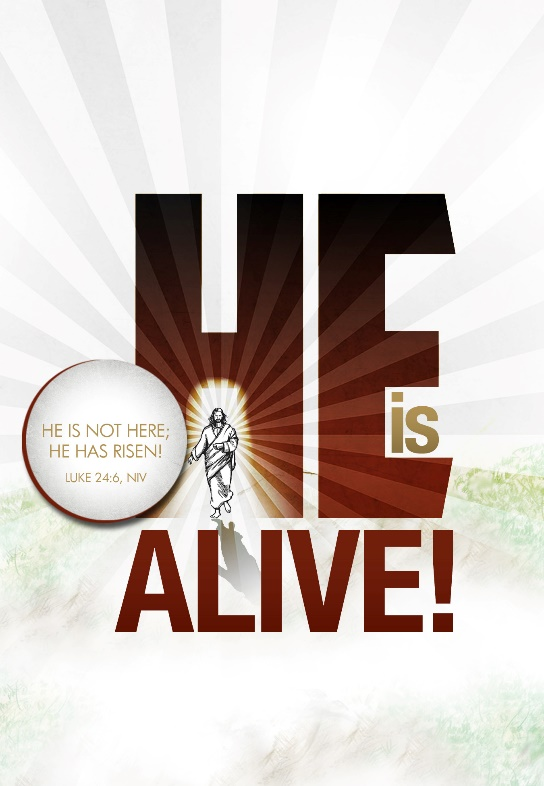 HE
is
ALIVE!
HE IS NOT HERE;
HE HAS RISEN!
LUKE 24:6, NIV